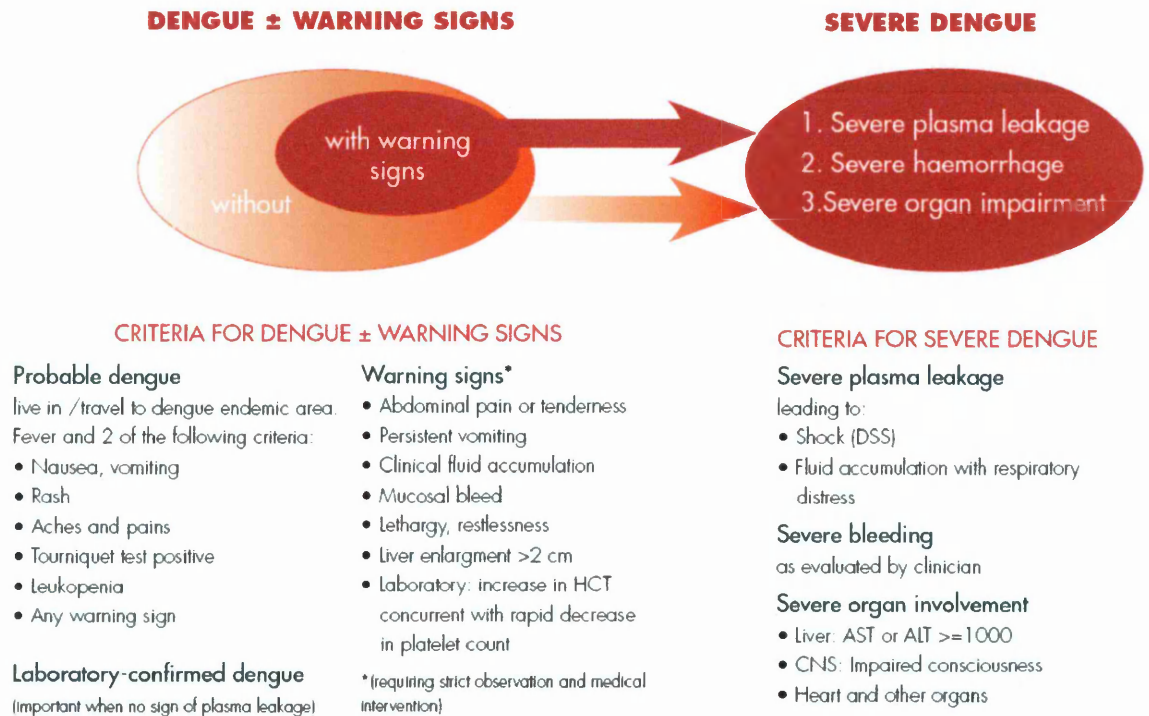 DENGUE ± WARNING SIGNS
SEVERE DENGUE
with warning
signs
without
1. Severe plasma leakage
2. Severe haemorrhage
3.Severe organ impairment
CRITERIA FOR DENGUE ± WARNING SIGNS
Probable dengue
live in /travel to dengue endemic area.
Fever and 2 of the following criteria:
• Nausea, vomiting
• Rash
• Aches and pains
• Tourniquet test positive
• Leukopenia
• Any warning sign
Laboratory-confirmed dengue
(important when no sign of plasma leakage)
Warning signs*
• Abdominal pain or tenderness
• Persistent vomiting
• Clinical fluid accumulation
• Mucosal bleed
• Lethargy, restlessness
• Liver enlargment >2 cm
• Laboratory: increase in HCT
concurrent with rapid decrease
in platelet count
*(requiring strict observation and medical
intervention)
CRITERIA FOR SEVERE DENGUE
Severe plasma leakage
leading to:
• Shock (DSS)
• Fluid accumulation with respiratory
distress
Severe bleeding
as evaluated by clinician
Severe organ involvement
• Liver: AST or ALT >=1000
• CNS: Impaired consciousness
• Heart and other organs